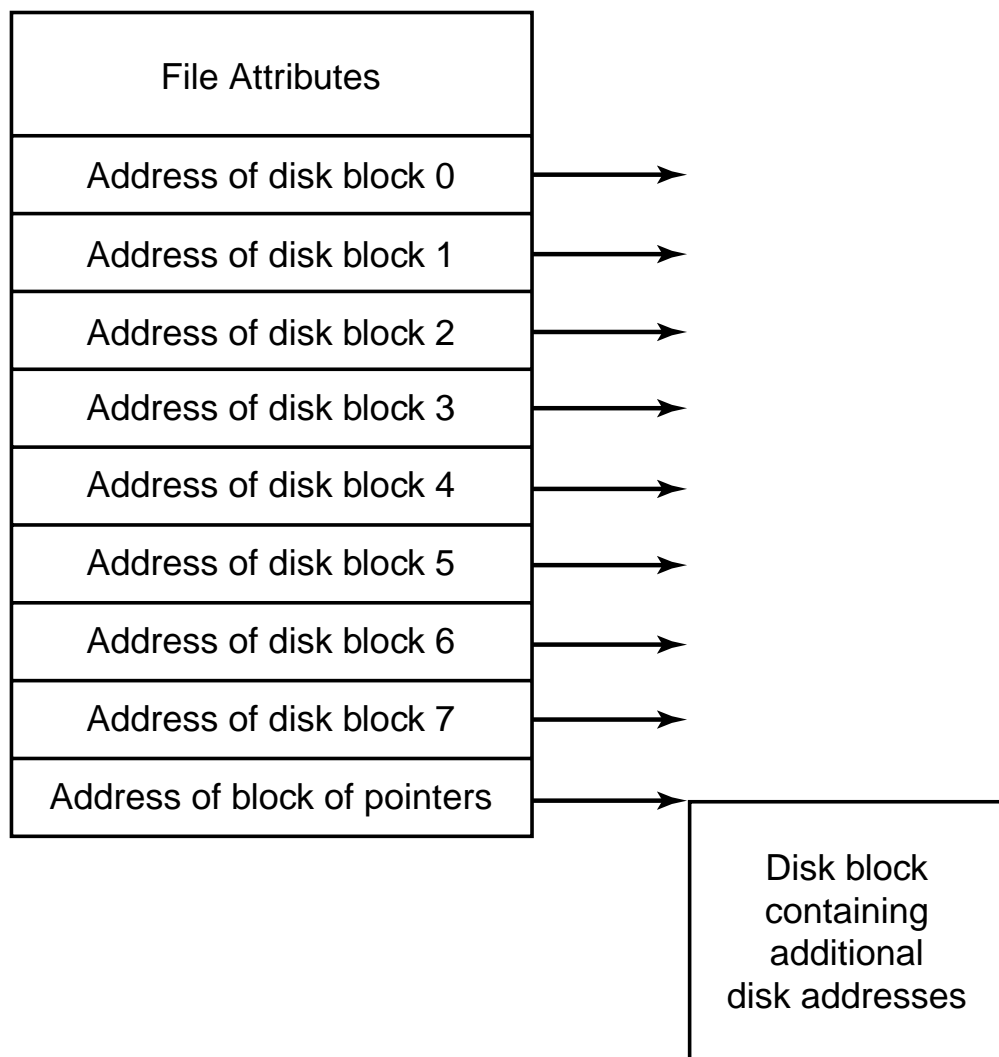 File Attributes
Address of disk block 0
Address of disk block 1
Address of disk block 2
Address of disk block 3
Address of disk block 4
Address of disk block 5
Address of disk block 6
Address of disk block 7
Address of block of pointers
Disk block
containing
additional
disk addresses